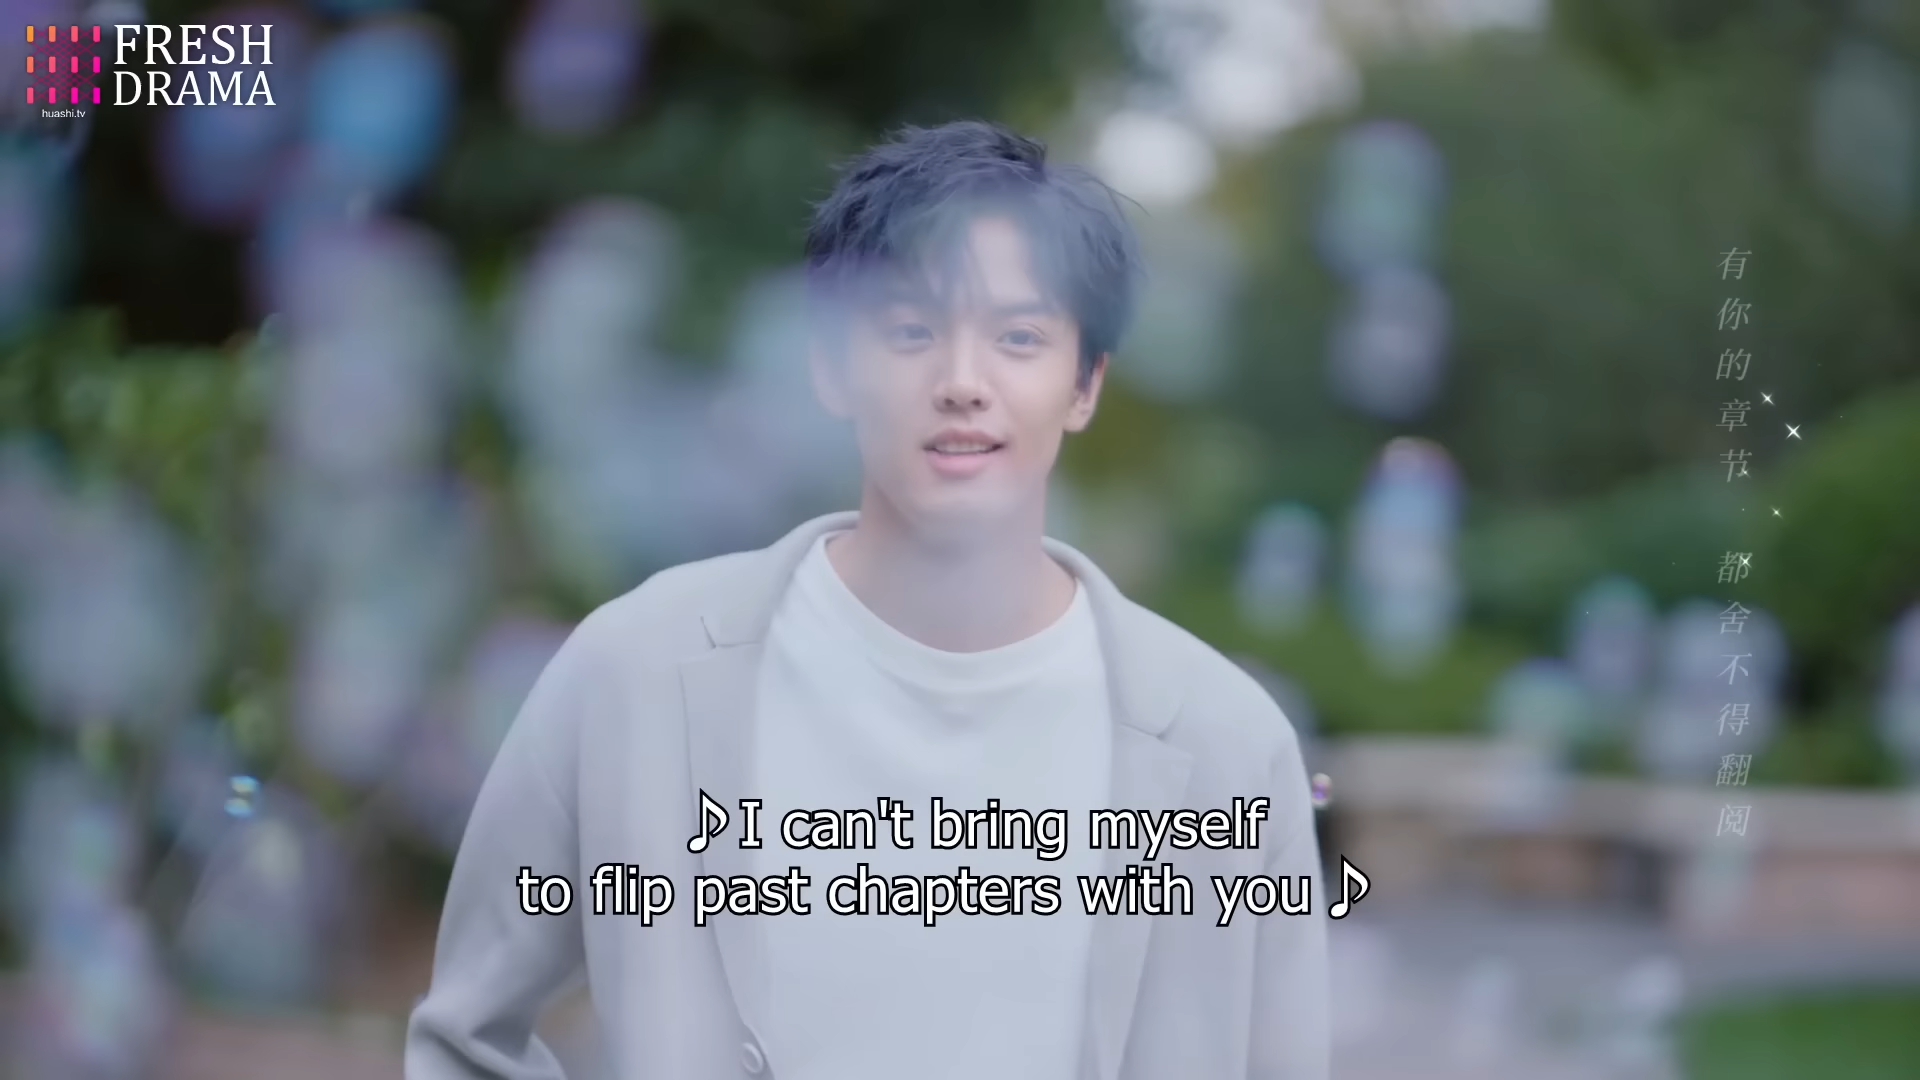 FRESH
DRAMA
huashi.tv
有你的章节 都舍不得翻阅
♪I can't bring myself
to flip past chapters with you♪